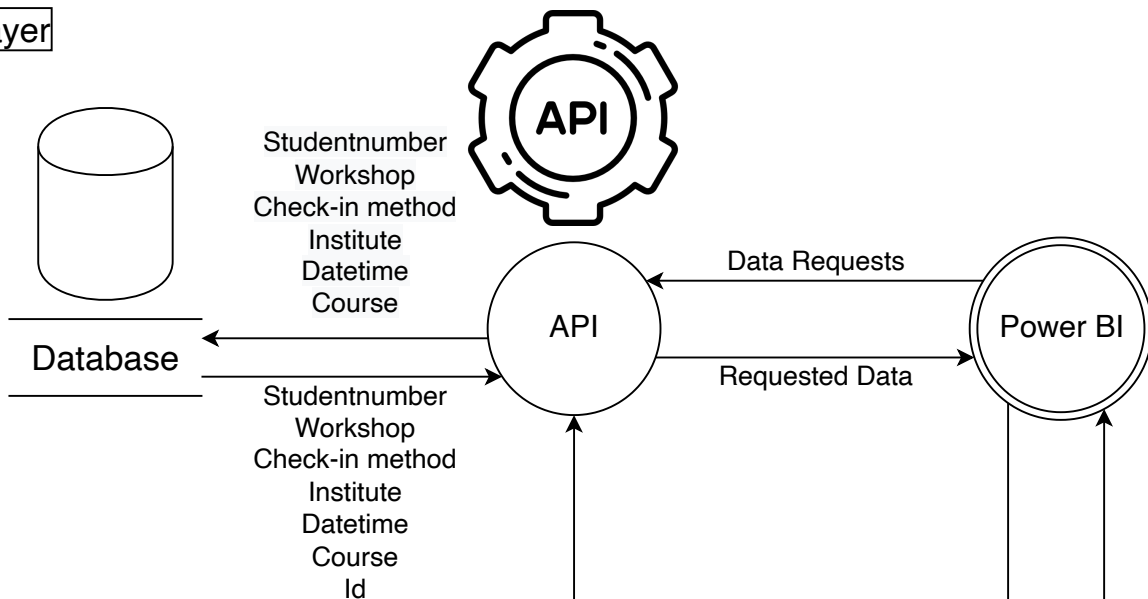 API
Studentnumber
Workshop
Check-in method
Institute
Datetime
Course
Data Requests
API
Power BI
Database
Requested Data
Studentnumber
Workshop
Check-in method
Institute
Datetime
Course
Id